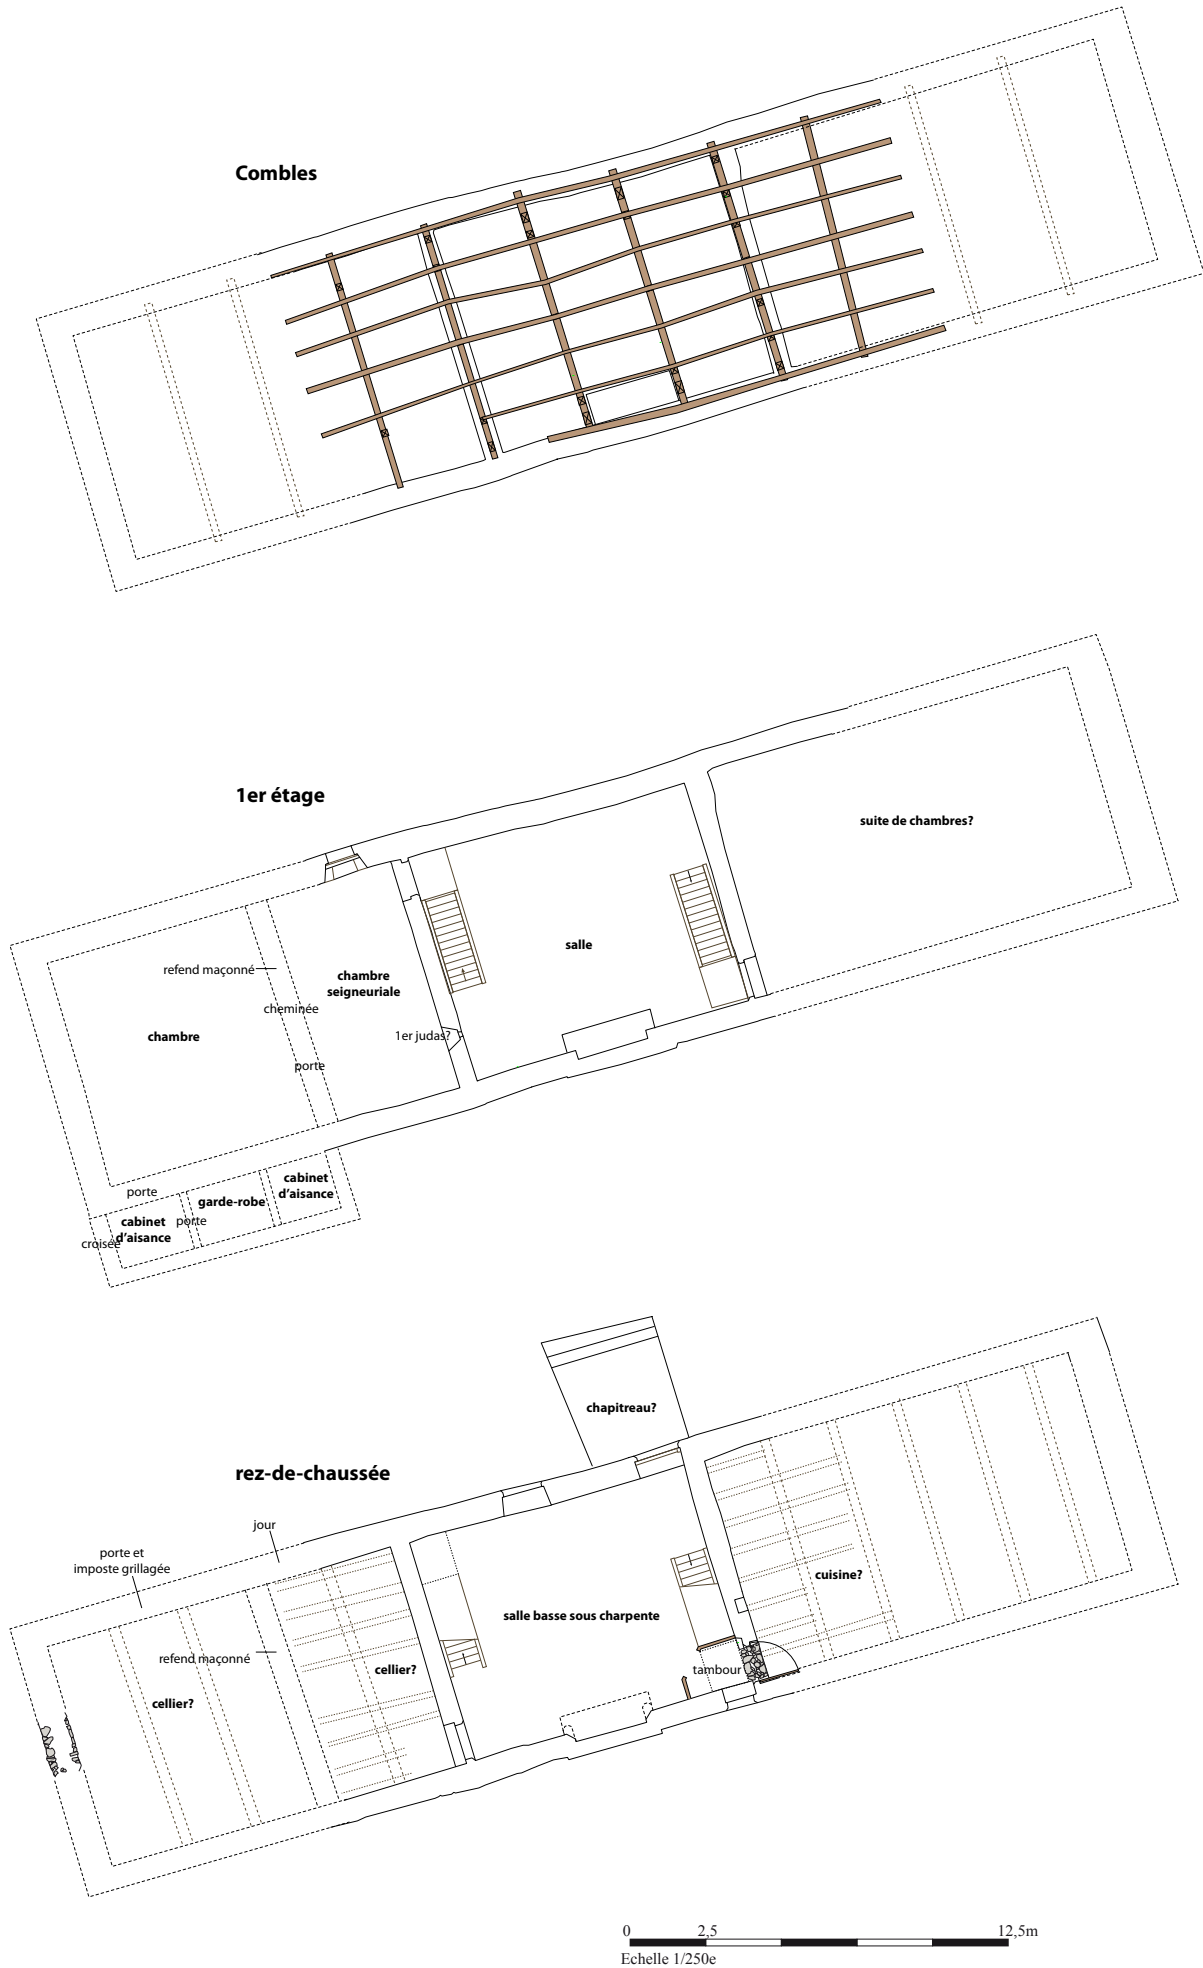 Combles
1er étage
suite de chambres?
salle
refend maçonné
chambre
seigneuriale
cheminée
chambre
1er judas?
porte
cabinet
d'aisance
porte
garde-robe
cabinet
d'aisance
porte
croisée
chapitreau?
rez-de-chaussée
jour
porte et
imposte grillagée
cuisine?
salle basse sous charpente
refend maçonné
cellier?
tambour
cellier?
0 2,5 12,5m
Echelle 1/250e